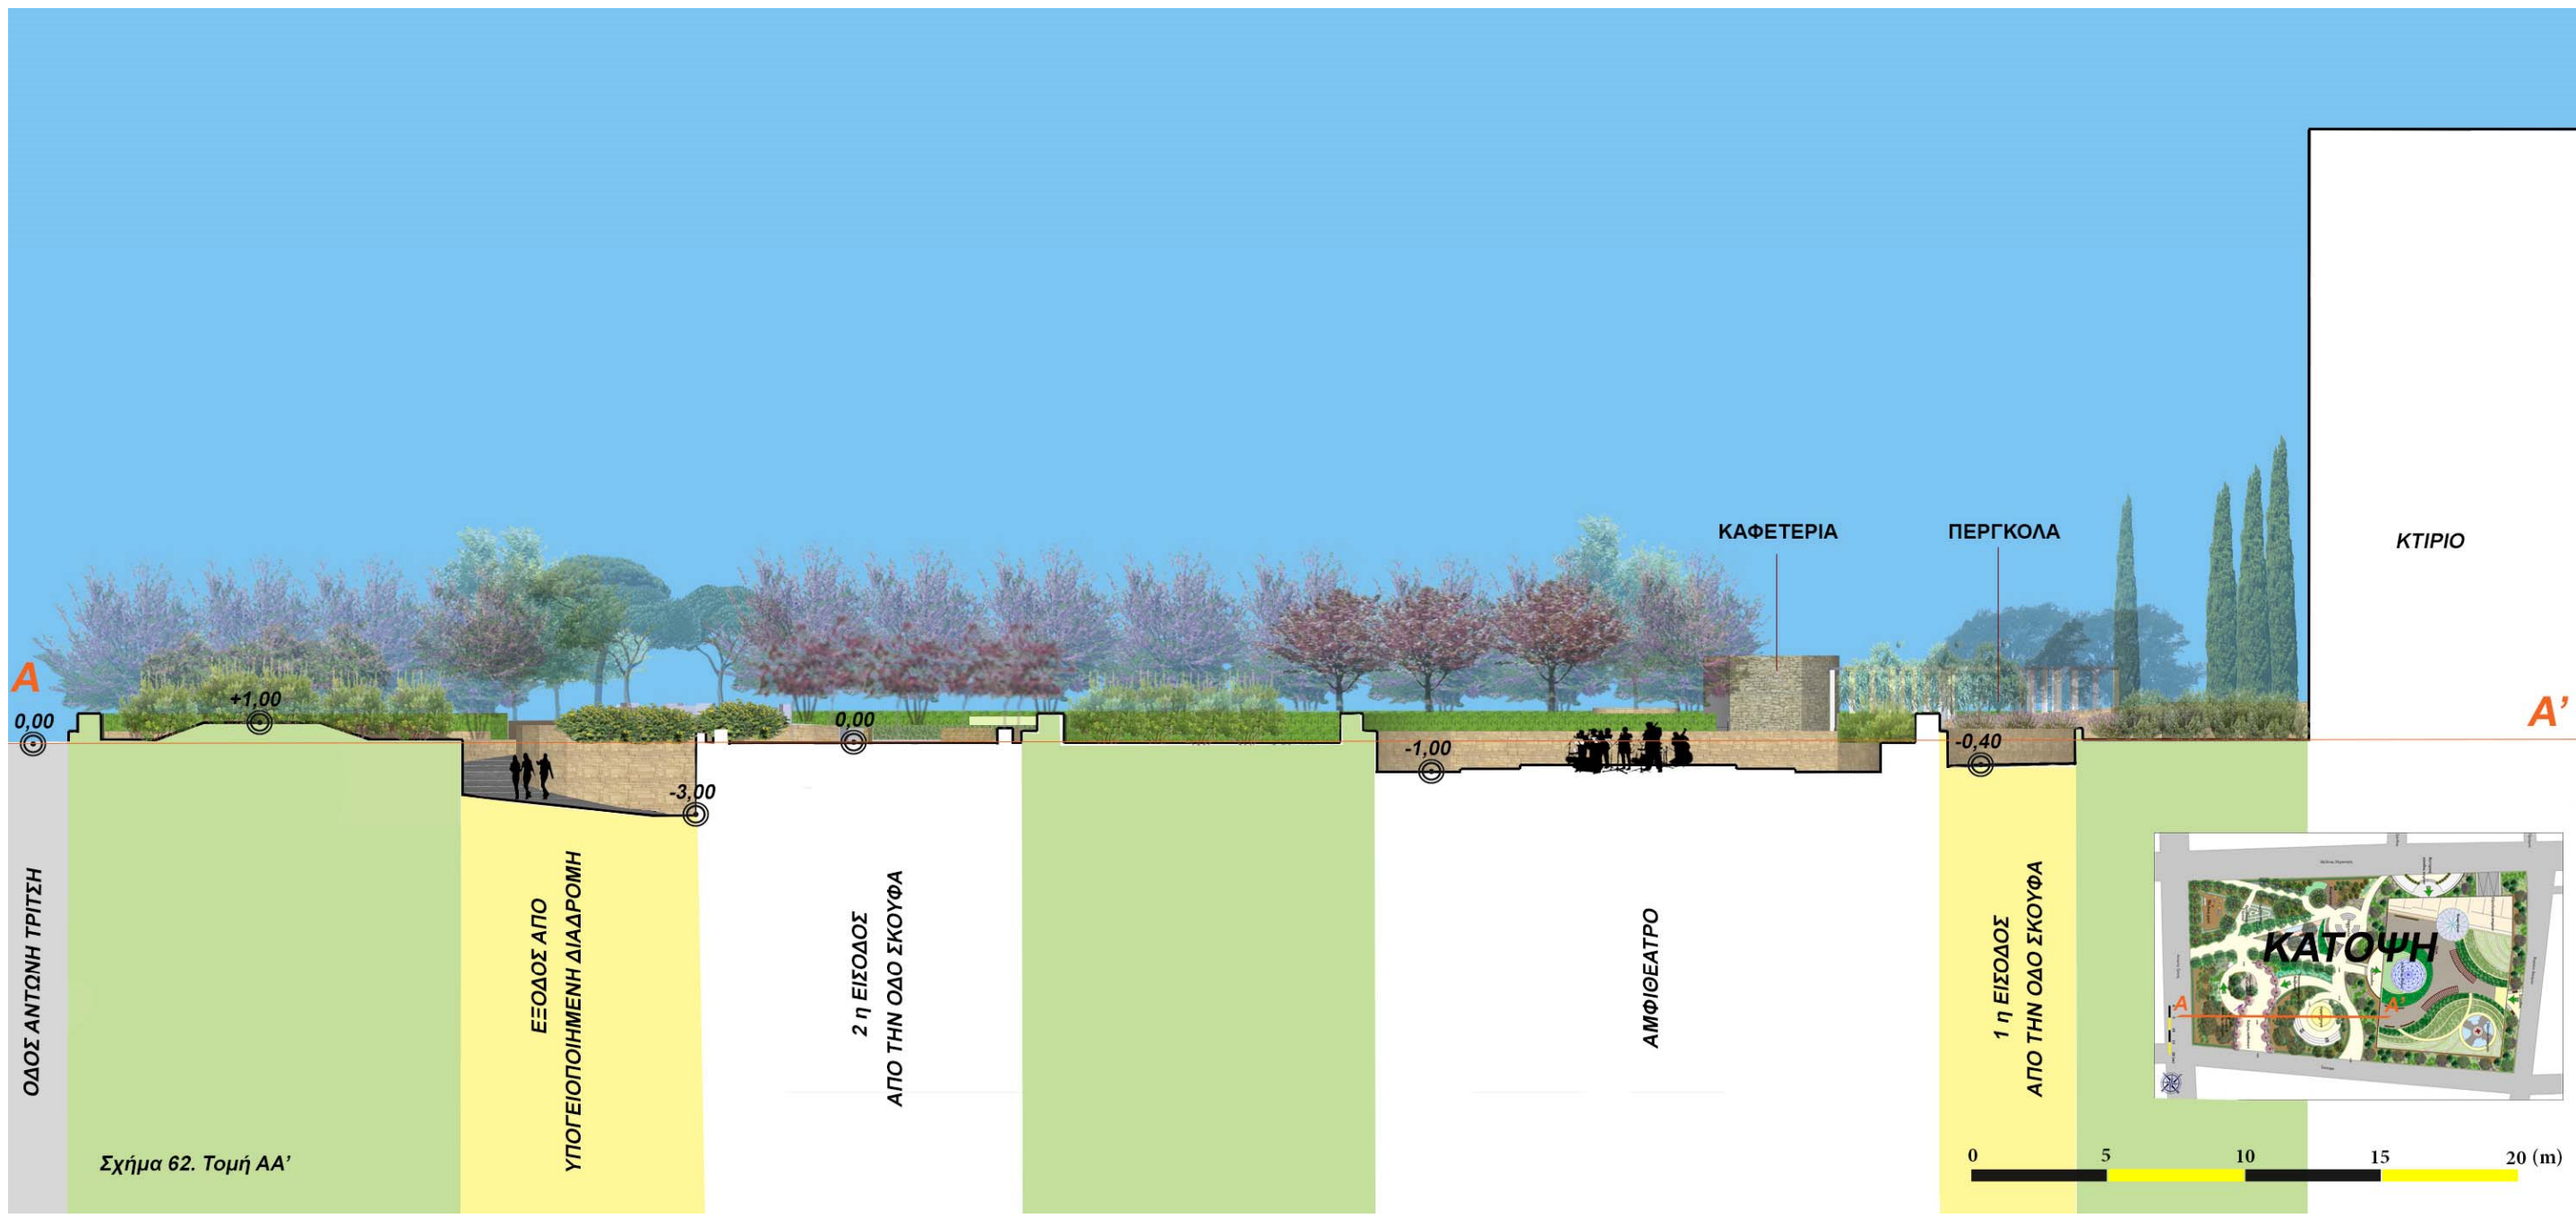 ΚΑΦΕΤΕΡΙΑ
ΠΕΡΓΚΟΛΑ
ΚΤΙΡΙΟ
A
A'
0,00
+1,00
-3,00
0,00
-1,00
-0,40
ΟΔΟΣ ΑΝΤΩΝΗ ΤΡΙΤΣΗ
ΕΞΟΔΟΣ ΑΠΟ
ΥΠΟΓΕΙΟΠΟΙΗΜΕΝΗ ΔΙΑΔΡΟΜΗ
2 η ΕΙΣΟΔΟΣ
ΑΠΟ ΤΗΝ ΟΔΟ ΣΚΟΥΦΑ
ΑΜΦΙΘΕΑΤΡΟ
1 η ΕΙΣΟΔΟΣ
ΑΠΟ ΤΗΝ ΟΔΟ ΣΚΟΥΦΑ
ΚΑΤΟΨΗ
A
A'
Σχήμα 62. Τομή ΑΑ'
0 5 10 15 20 (m)